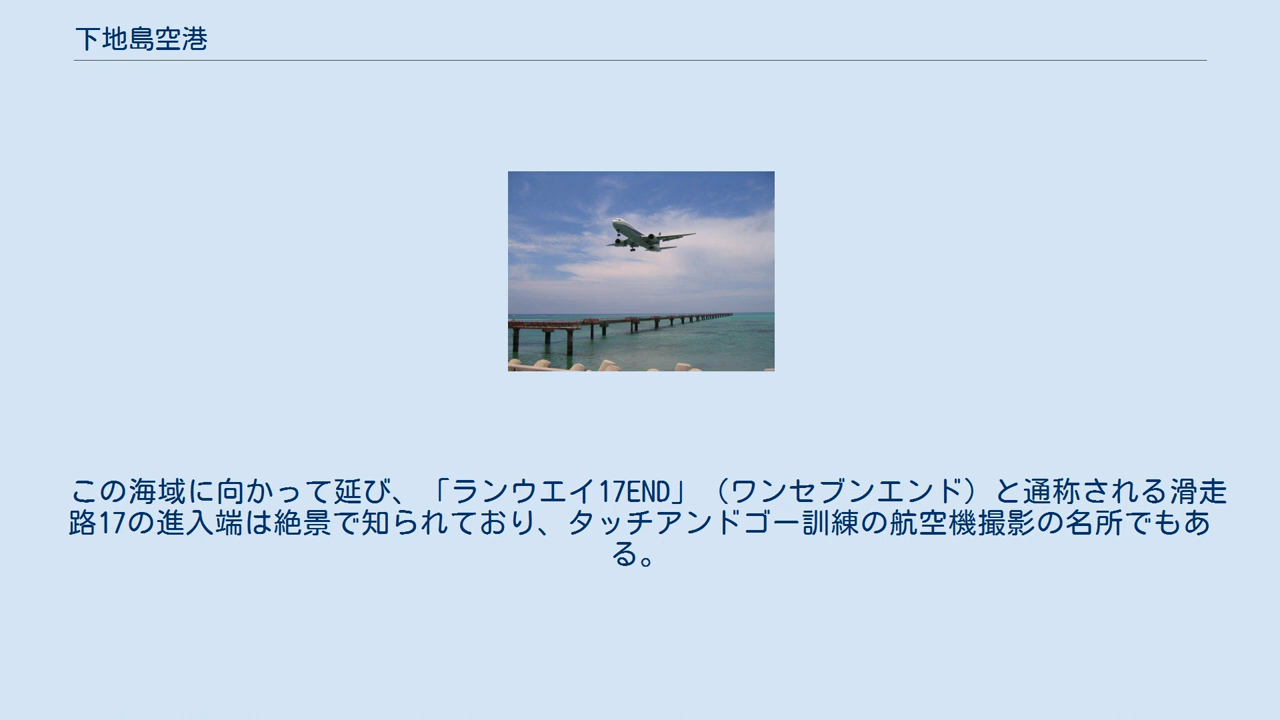 下地島空港
この海域に向かって延び、「ランウエイ17END」（ワンセブンエンド）と通称される滑走
路17の進入端は絶景で知られており、タッチアンドゴー訓練の航空機撮影の名所でもあ
る。